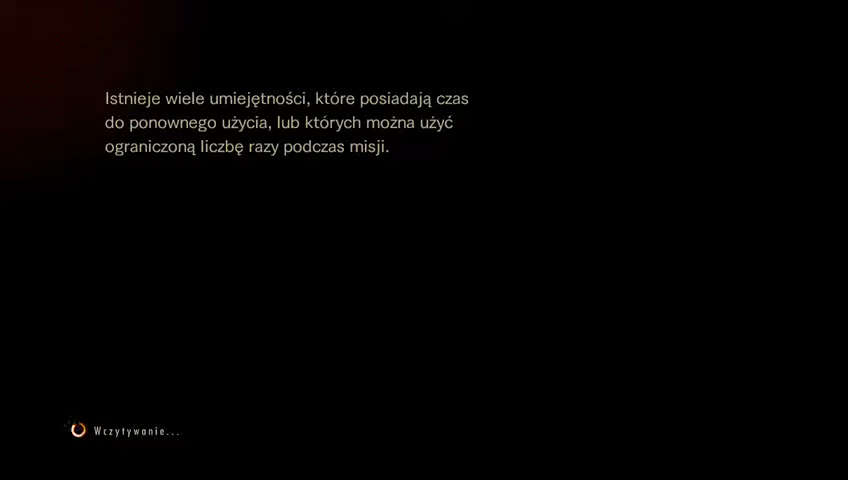 Istnieje wiele umiejętności, które posiadają czas
do ponownego użycia, lub których można użyć
ograniczoną liczbę razy podczas misji.
Wczytywanie...